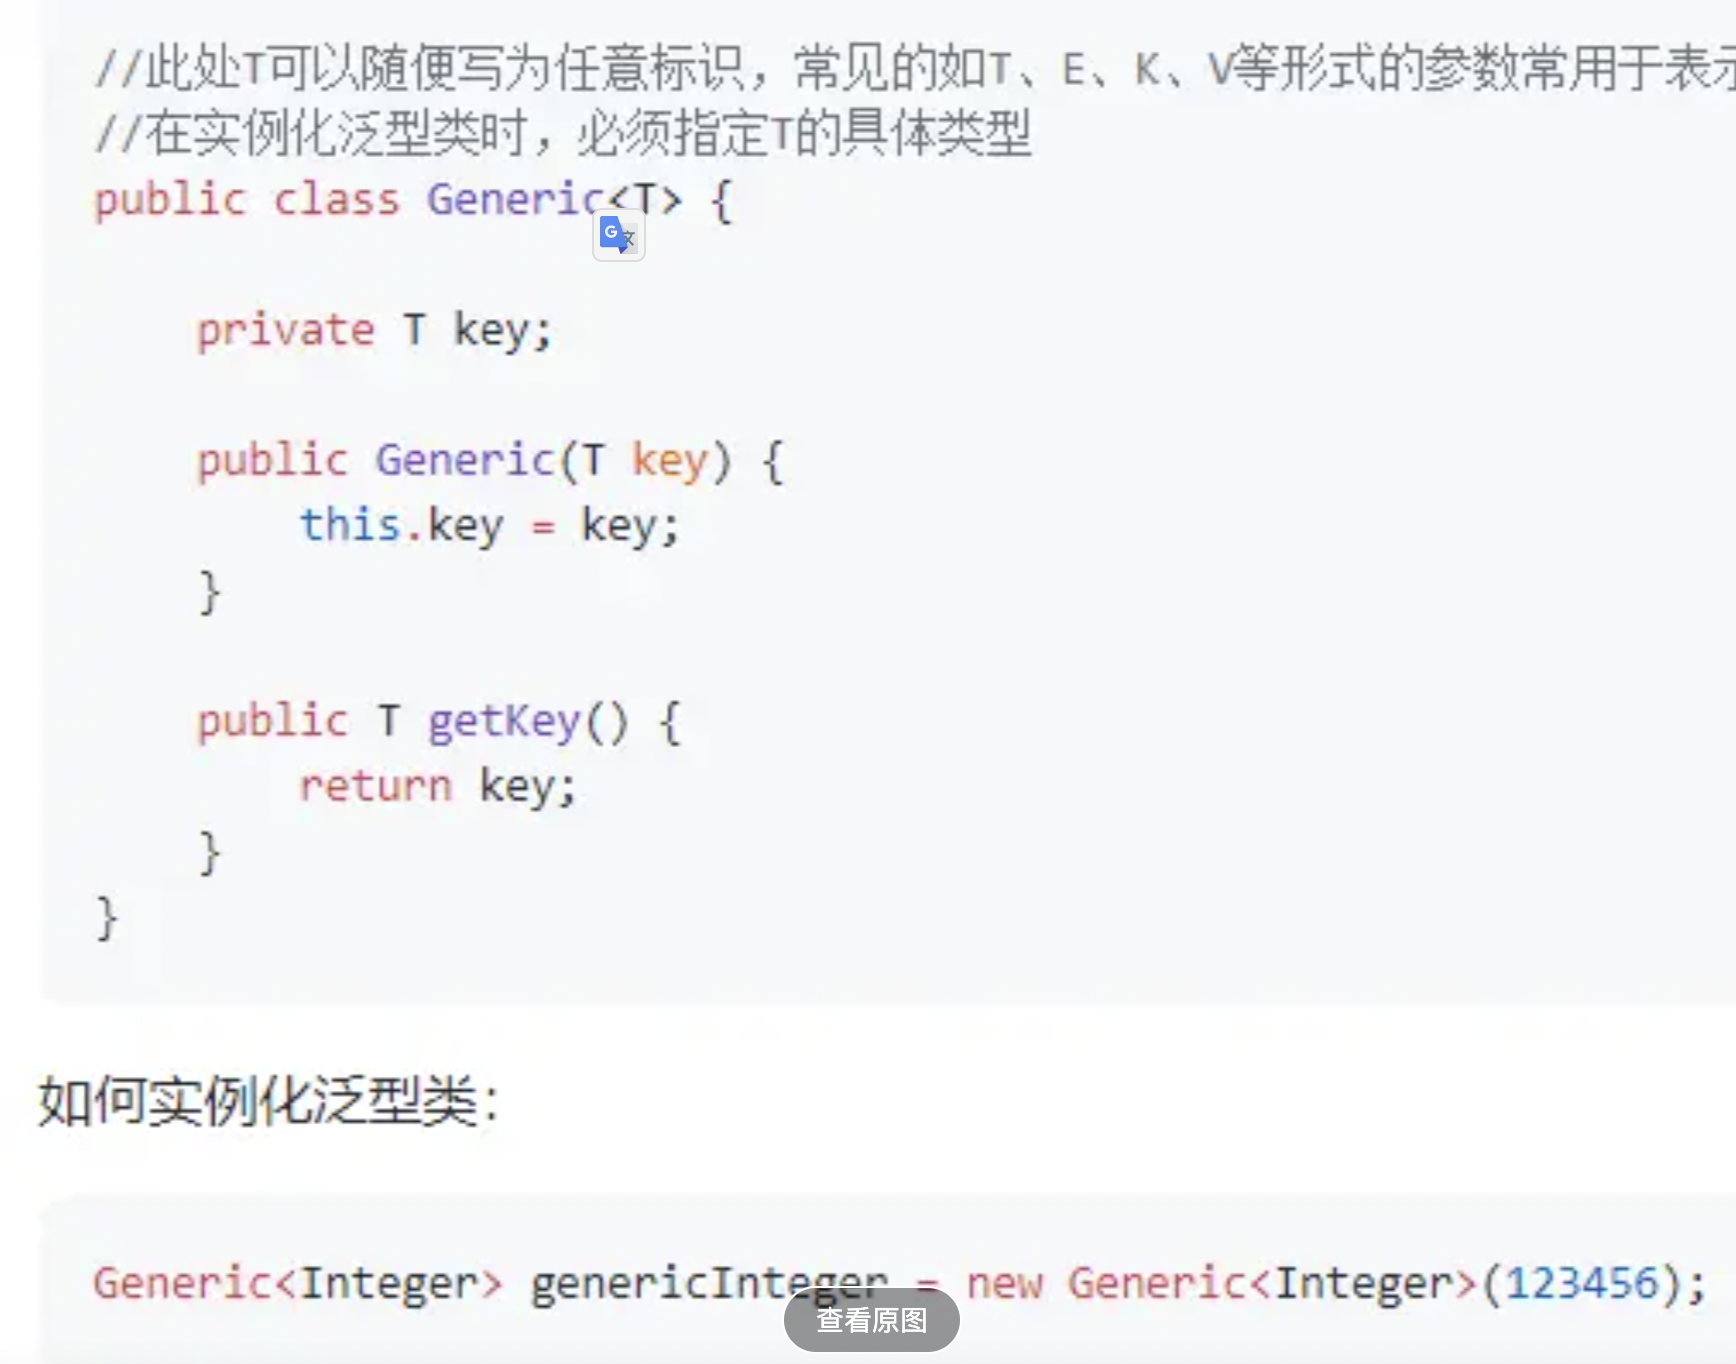 //此处T可以随便写为任意标识，常见的如T、E、K、V等形式的参数常用于表示
//在实例化泛型类时，必须指定T的具体类型
public class Generic<T> {
private T key;
public Generic(T key) {
this.key = key;
}
public T getKey() {
return key;
}
}
如何实例化泛型类：
Generic<Integer> genericInteger = new Generic<Integer>(123456);
查看原图